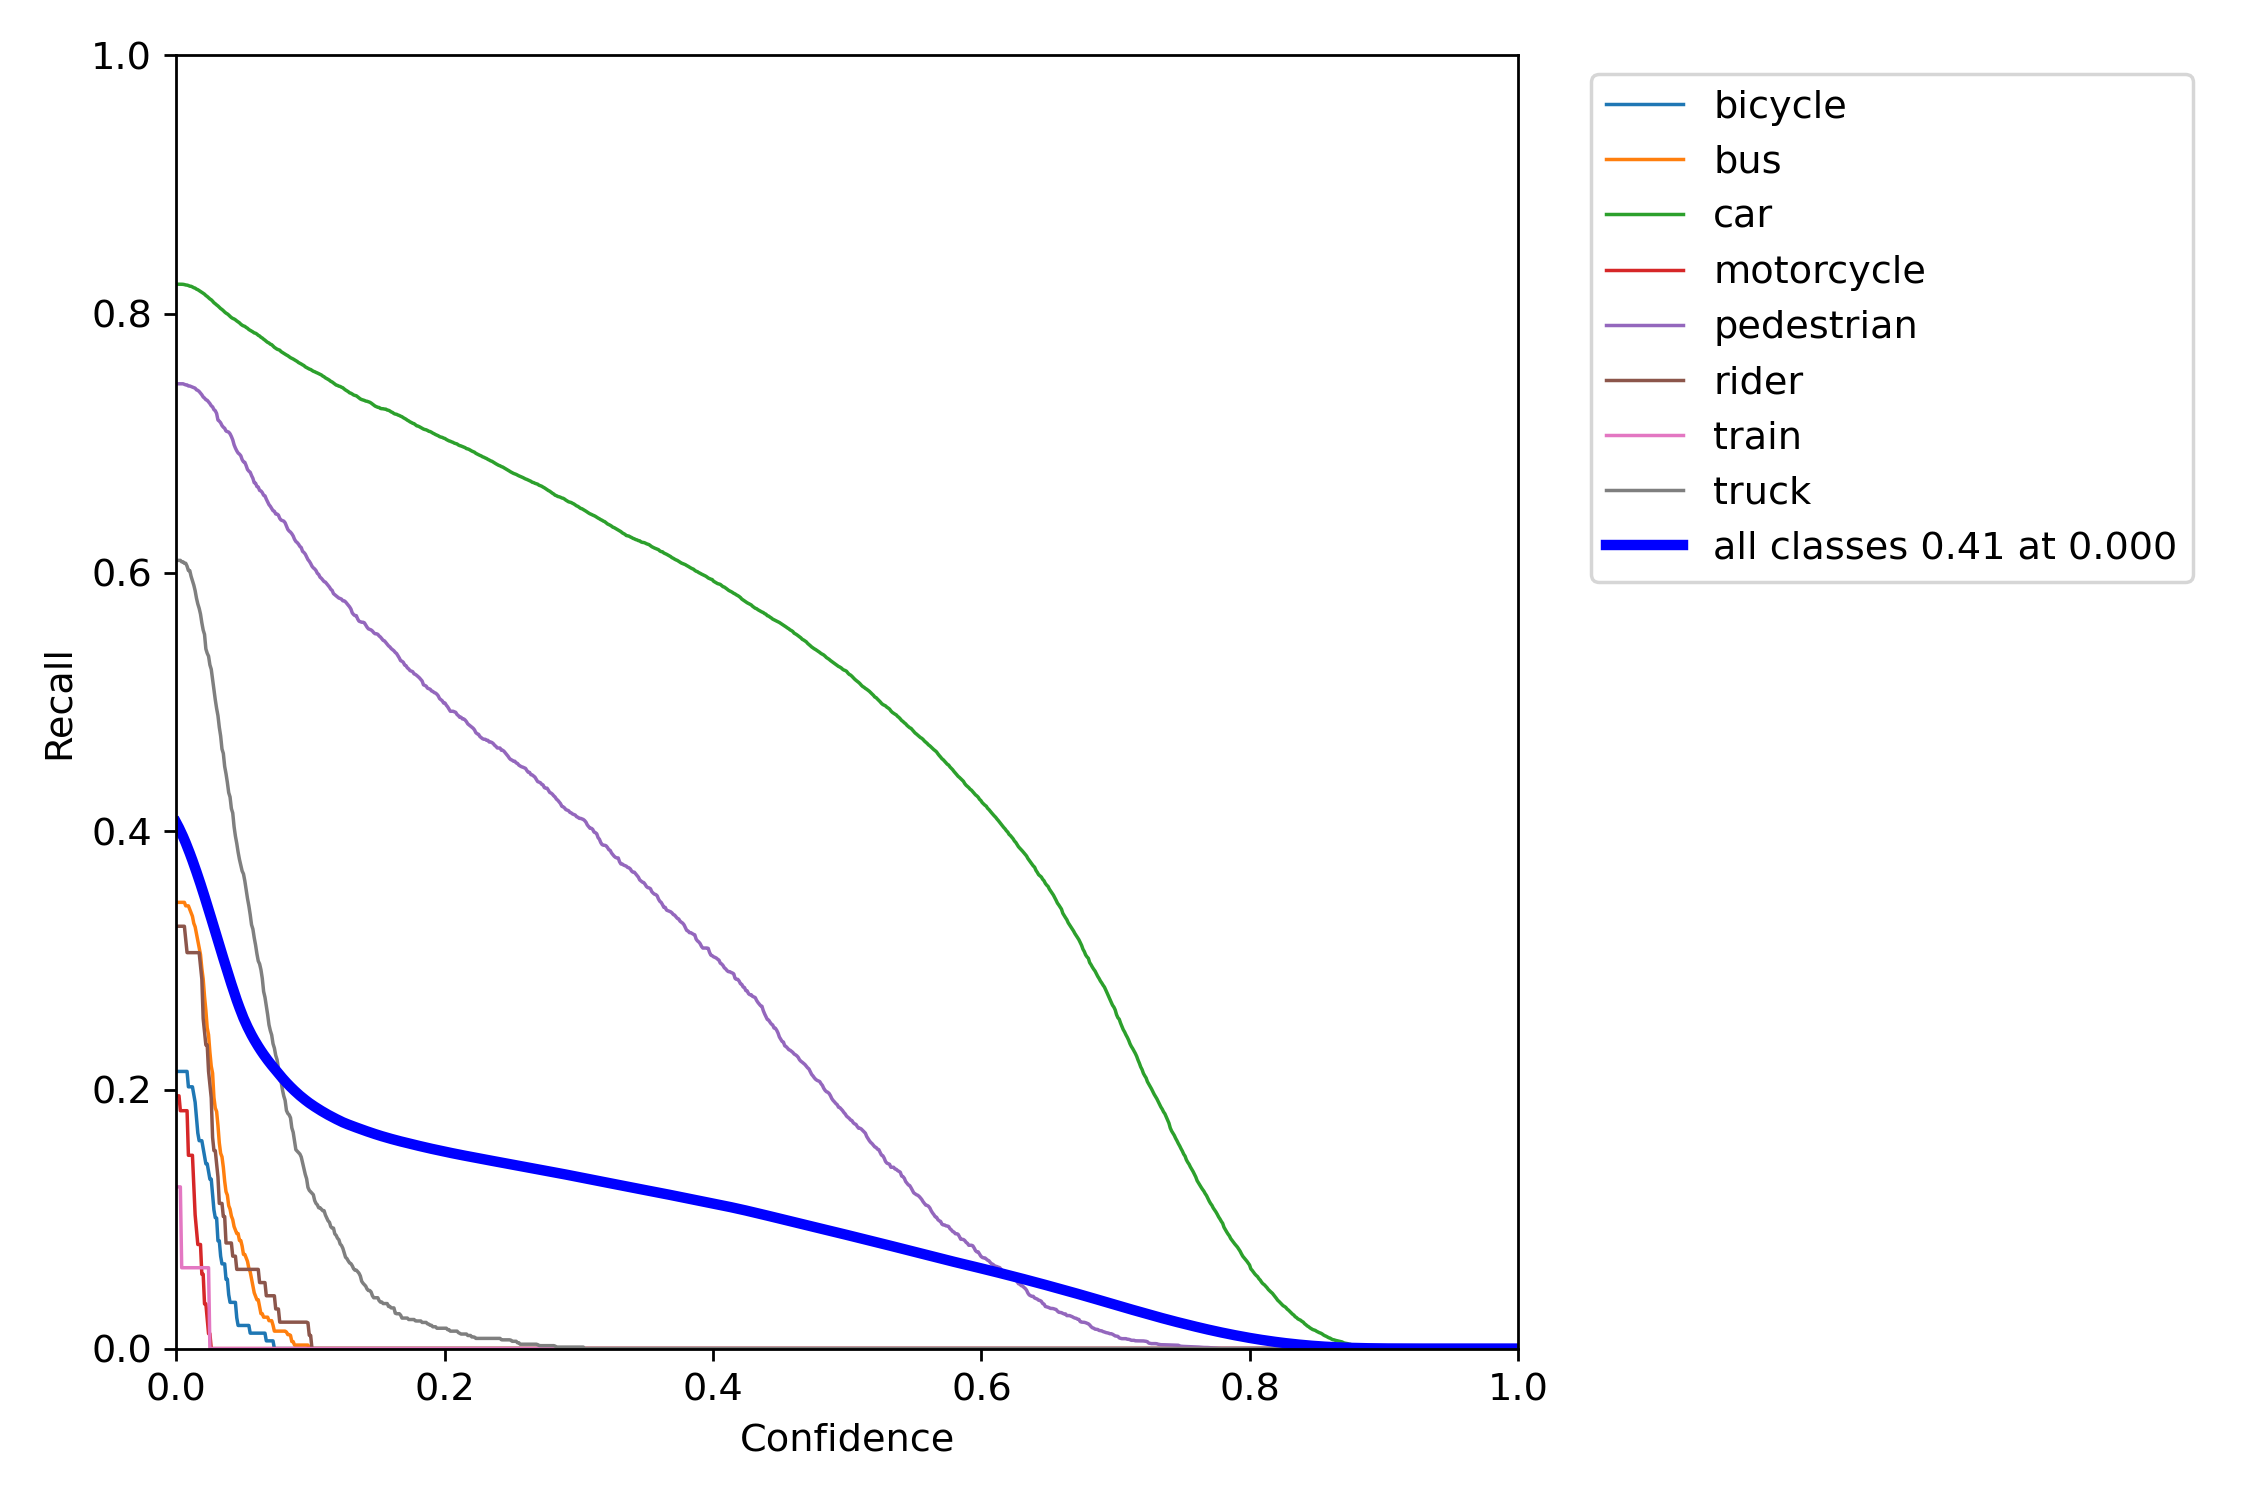 1.0
0.8
0.6
0.4
0.2
0.0
Recall
0.0 0.2 0.4 0.6 0.8 1.0
Confidence
bicycle
bus
car
motorcycle
pedestrian
rider
train
truck
all classes 0.41 at 0.000